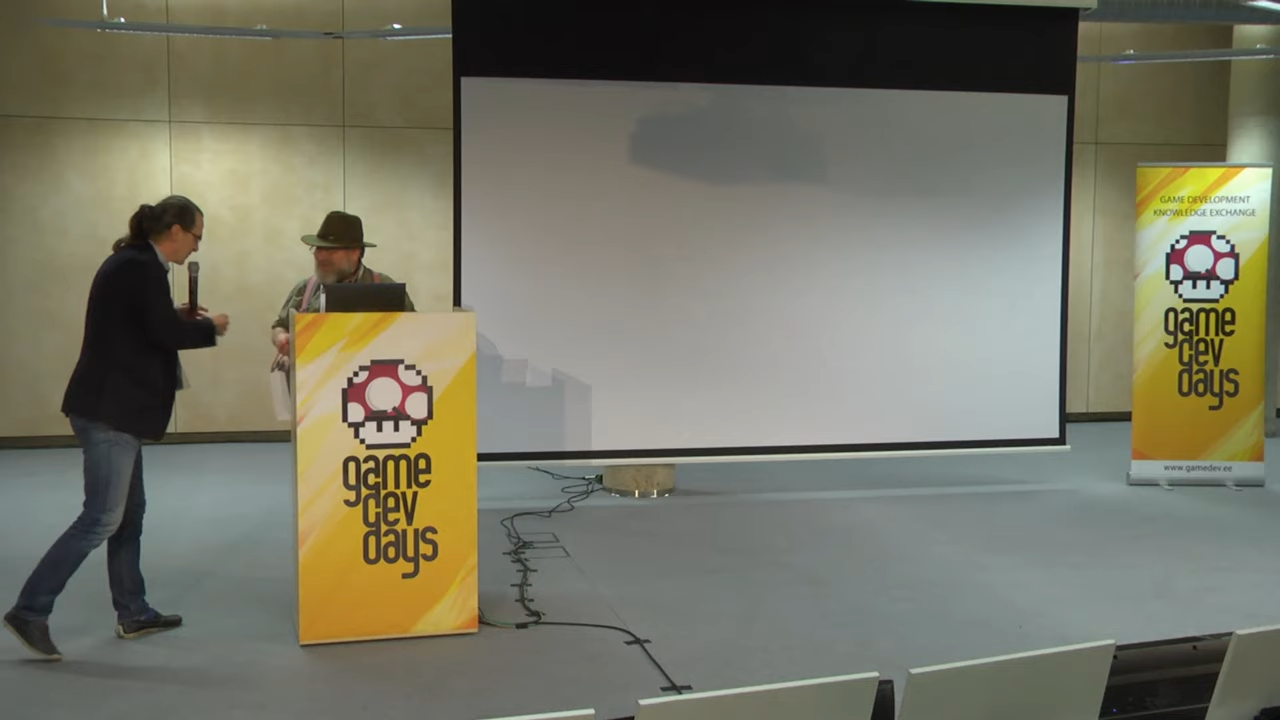 game
dev
days
GAME DEVELOPMENT
KNOWLEDGE EXCHANGE
game
dev
days
www.gamedev.ee